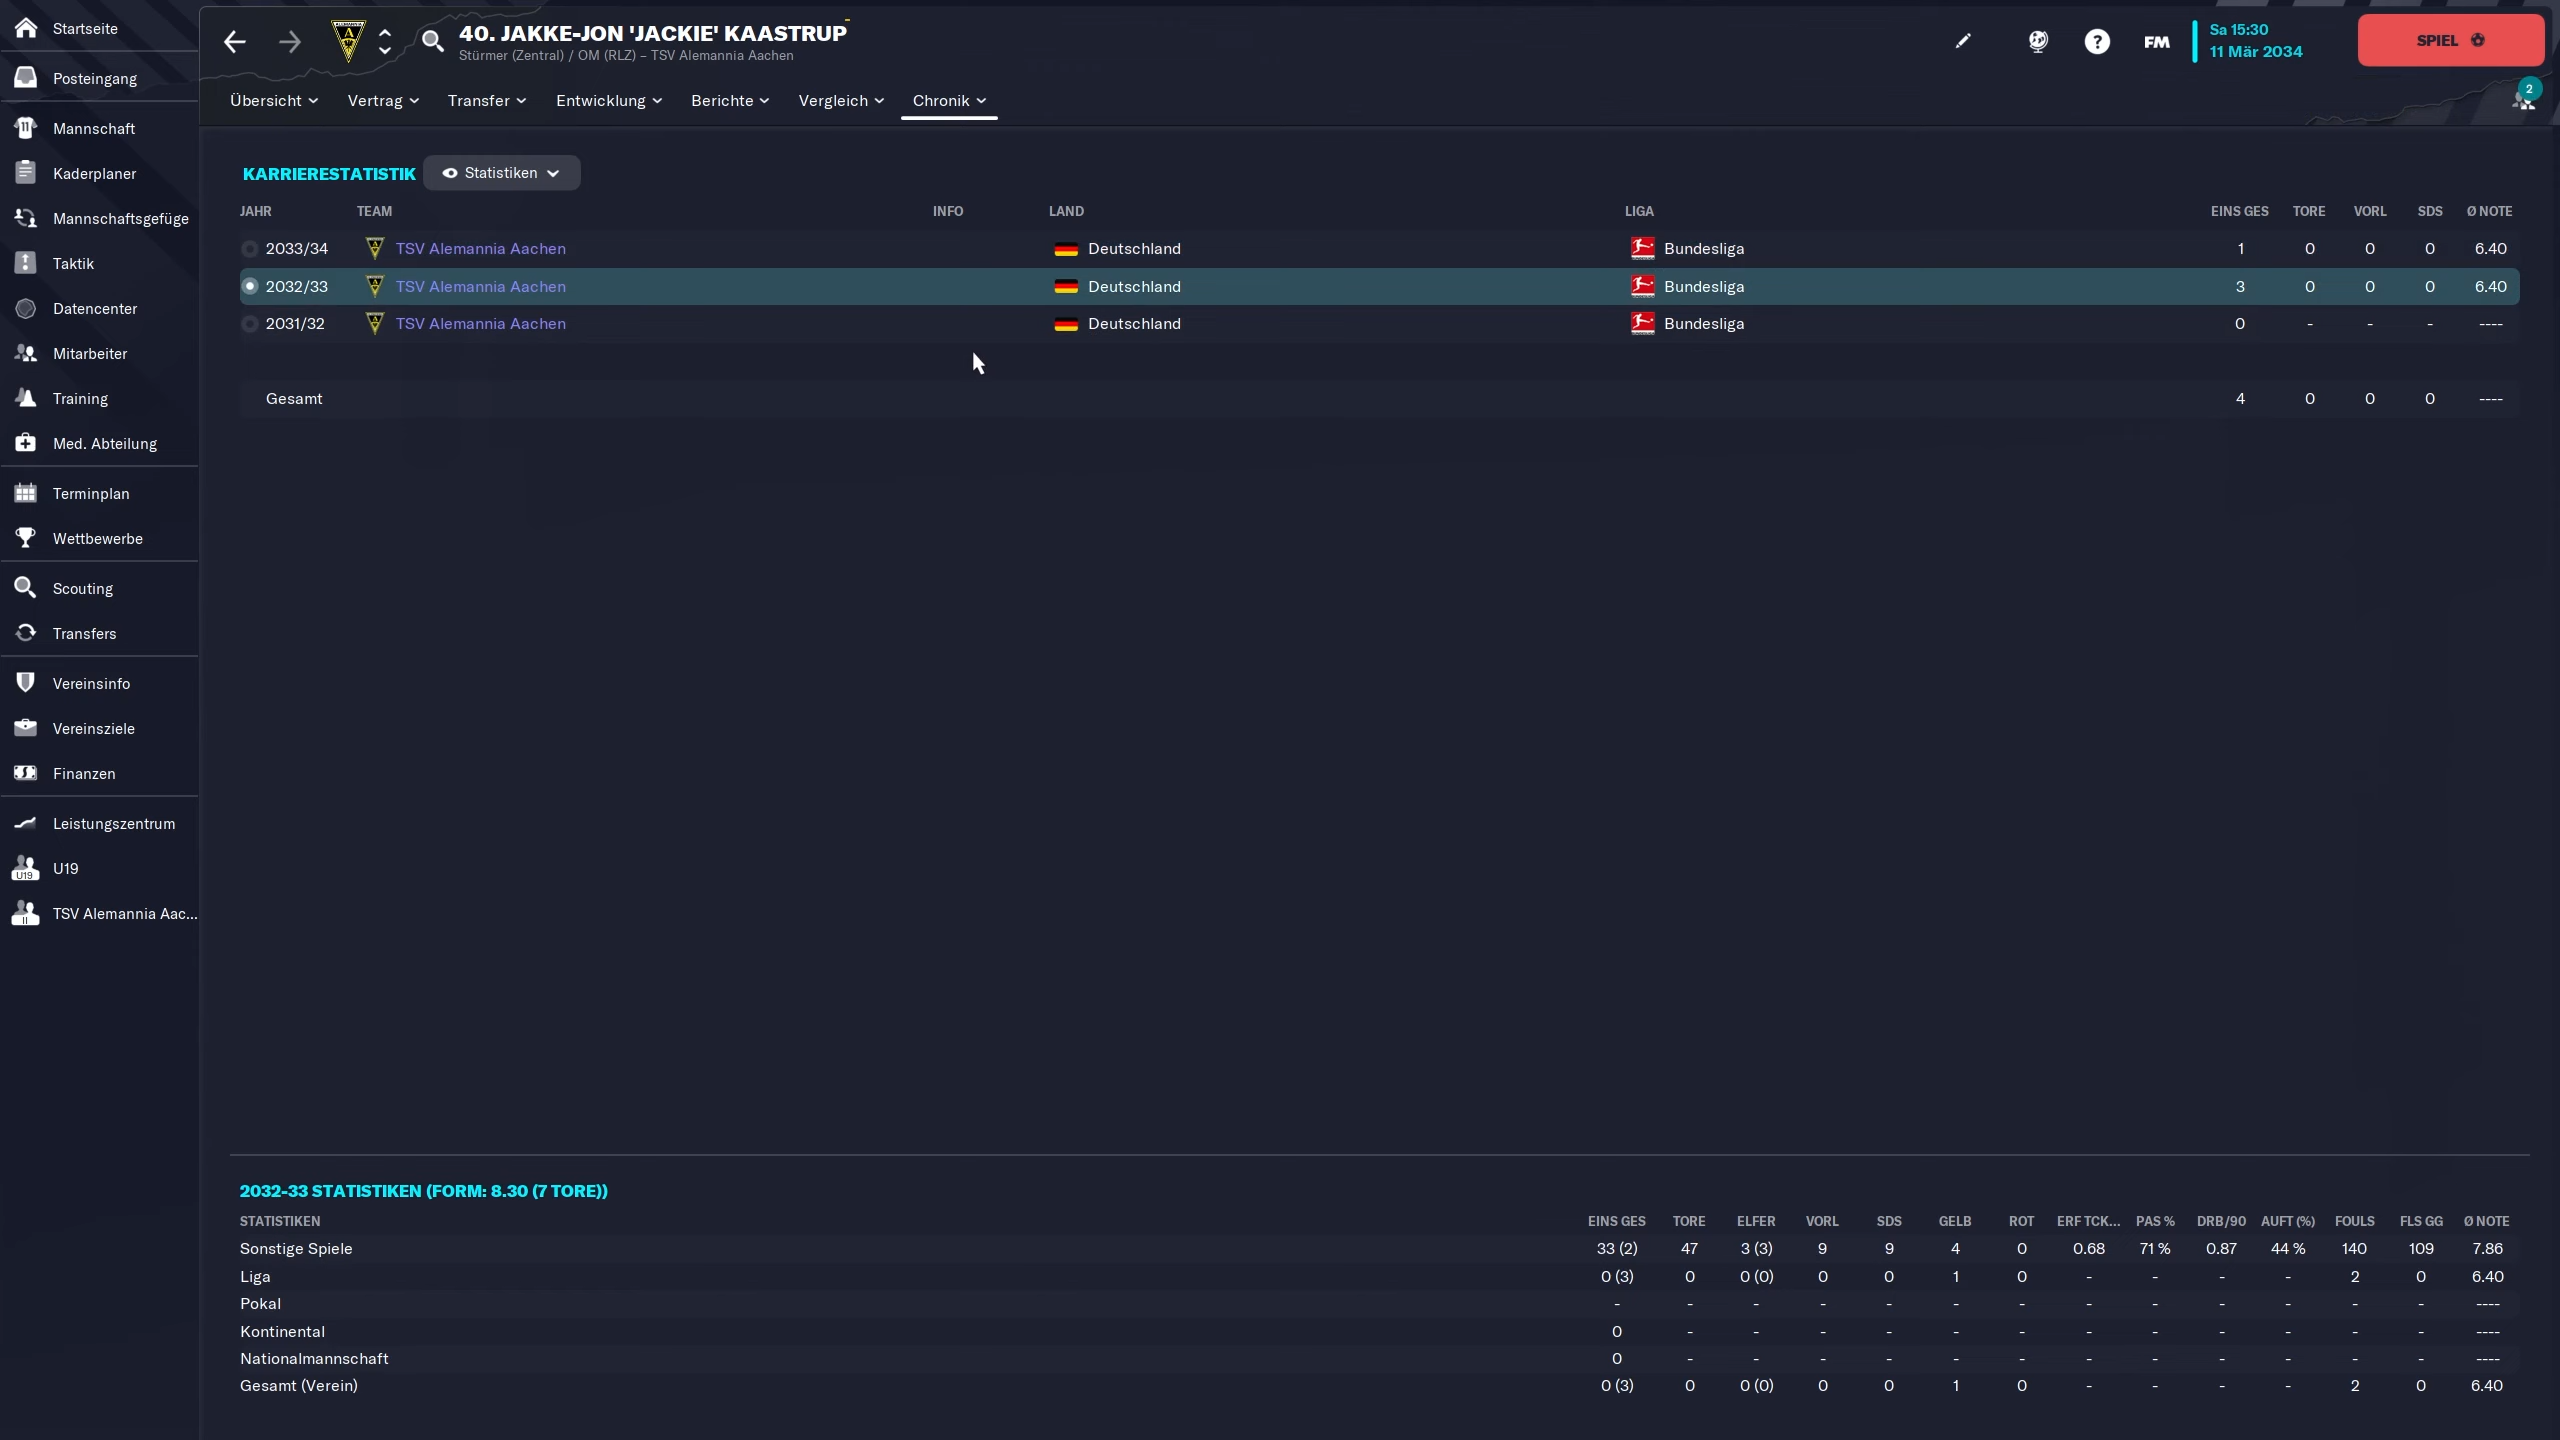 Startseite
Posteingang
Mannschaft
Kaderplaner
Mannschaftsgefüge
Taktik
Datencenter
Mitarbeiter
Training
Med. Abteilung
Terminplan
Wettbewerbe
Scouting
Transfers
Vereinsinfo
Vereinsziele
Finanzen
Leistungszentrum
U19 U19
II TSV Alemannia Aac...
40. JAKKE-JON 'JACKIE' KAASTRUP
Stürmer (Zentral) / OM (RLZ) – TSV Alemannia Aachen
? FM
Sa 15:30
11 Mär 2034
SPIEL
2
Übersicht Vertrag Transfer Entwicklung Berichte Vergleich Chronik
KARRIERESTATISTIK Statistiken
JAHR TEAM INFO LAND LIGA EINS GES TORE VORL SDS Ø NOTE
2033/34 TSV Alemannia Aachen Deutschland Bundesliga 1 0 0 0 6.40
2032/33 TSV Alemannia Aachen Deutschland Bundesliga 3 0 0 0 6.40
2031/32 TSV Alemannia Aachen Deutschland Bundesliga 0 - - - ----
Gesamt 4 0 0 0 ----
2032-33 STATISTIKEN (FORM: 8.30 (7 TORE))
STATISTIKEN EINS GES TORE ELFER VORL SDS GELB ROT ERF TCK... PAS % DRB/90 AUFT (%) FOULS FLS GG Ø NOTE
Sonstige Spiele 33 (2) 47 3 (3) 9 9 4 0 0.68 71 % 0.87 44 % 140 109 7.86
Liga 0 (3) 0 0 (0) 0 0 1 0 - - - - 2 0 6.40
Pokal - - - - - - - - - - - - - ----
Kontinental 0 - - - - - - - - - - - - ----
Nationalmannschaft 0 - - - - - - - - - - - - ----
Gesamt (Verein) 0 (3) 0 0 (0) 0 0 1 0 - - - - 2 0 6.40